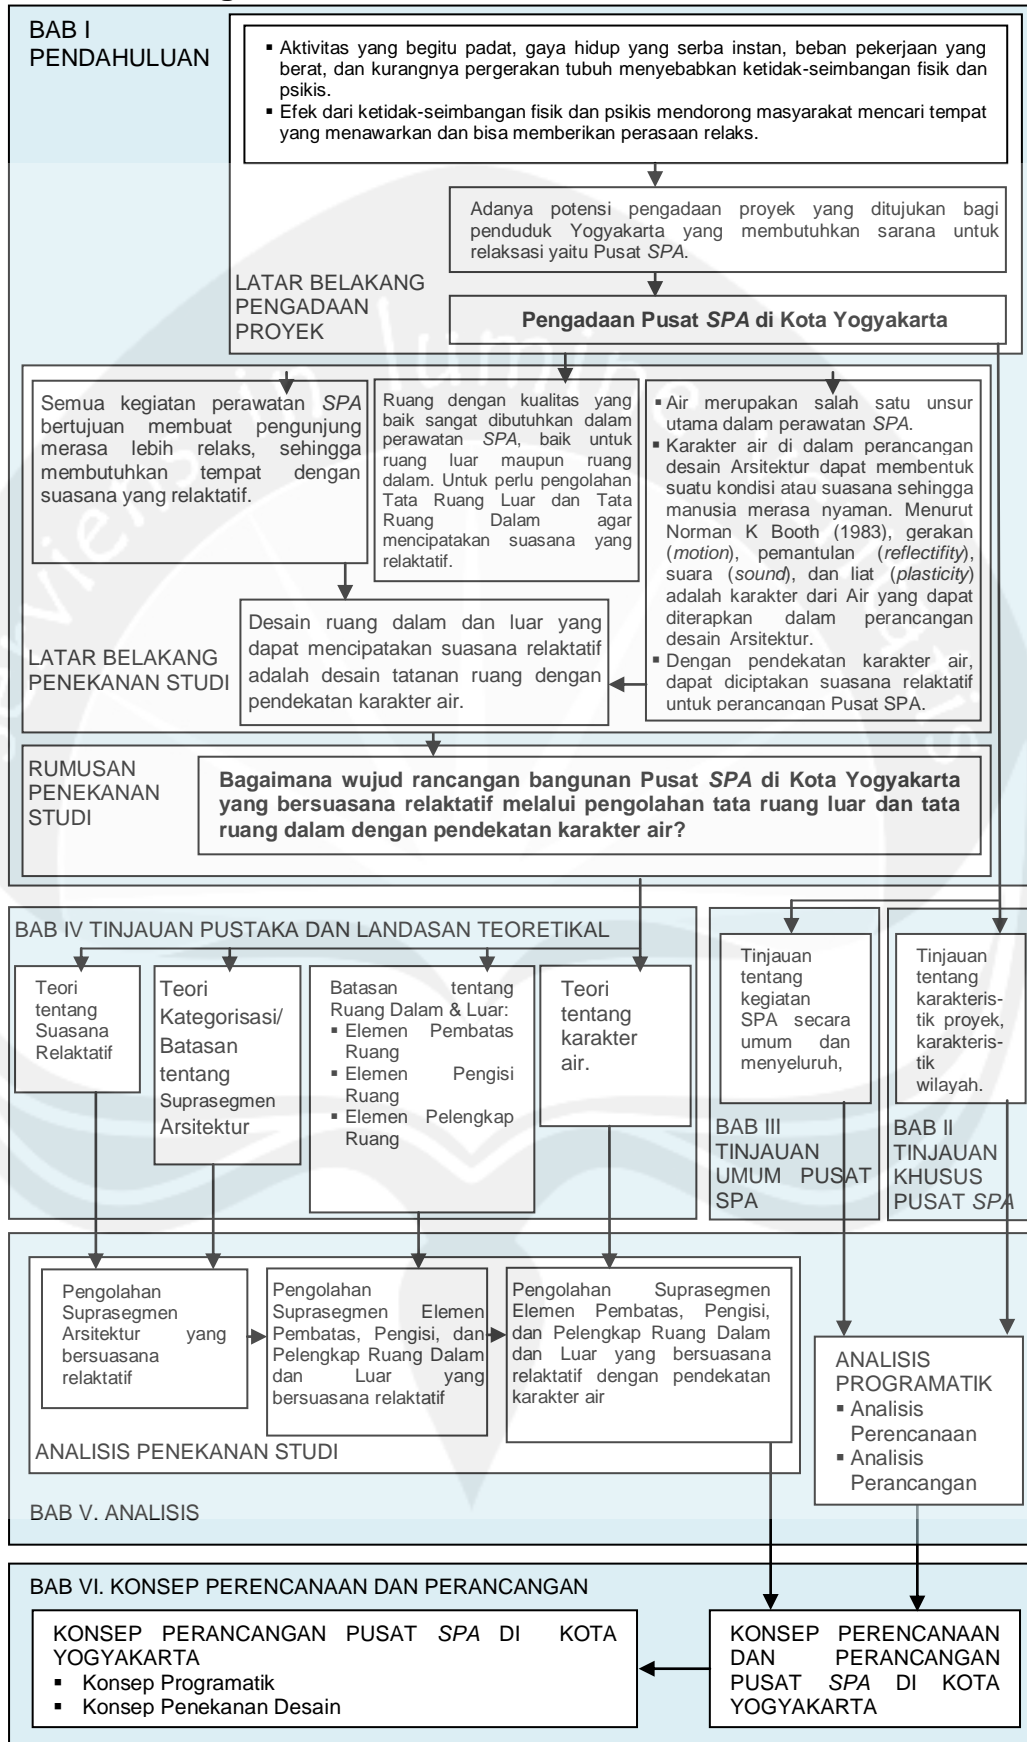 BAB I
PENDAHULUAN
▪ Aktivitas yang begitu padat, gaya hidup yang serba instan, beban pekerjaan yang
berat, dan kurangnya pergerakan tubuh menyebabkan ketidak-seimbangan fisik dan
psikis.
▪ Efek dari ketidak-seimbangan fisik dan psikis mendorong masyarakat mencari tempat
yang menawarkan dan bisa memberikan perasaan relaks.
Adanya potensi pengadaan proyek yang ditujukan bagi
penduduk Yogyakarta yang membutuhkan sarana untuk
relaksasi yaitu Pusat SPA.
LATAR BELAKANG
PENGADAAN
PROYEK
Pengadaan Pusat SPA di Kota Yogyakarta
Semua kegiatan perawatan SPA
bertujuan membuat pengunjung
merasa lebih relaks, sehingga
membutuhkan tempat dengan
suasana yang relaktatif.
Ruang dengan kualitas yang
baik sangat dibutuhkan dalam
perawatan SPA, baik untuk
ruang luar maupun ruang
dalam. Untuk perlu pengolahan
Tata Ruang Luar dan Tata
Ruang Dalam agar
mencipatakan suasana yang
relaktatif.
▪ Air merupakan salah satu unsur
utama dalam perawatan SPA.
▪ Karakter air di dalam perancangan
desain Arsitektur dapat membentuk
suatu kondisi atau suasana sehingga
manusia merasa nyaman. Menurut
Norman K Booth (1983), gerakan
(motion), pemantulan (reflectifity),
suara (sound), dan liat (plasticity)
adalah karakter dari Air yang dapat
diterapkan dalam perancangan
desain Arsitektur.
▪ Dengan pendekatan karakter air,
dapat diciptakan suasana relaktatif
untuk perancangan Pusat SPA.
Desain ruang dalam dan luar yang
dapat mencipatakan suasana relaktatif
adalah desain tatanan ruang dengan
pendekatan karakter air.
LATAR BELAKANG
PENEKANAN STUDI
RUMUSAN
PENEKANAN
STUDI
Bagaimana wujud rancangan bangunan Pusat SPA di Kota Yogyakarta
yang bersuasana relaktatif melalui pengolahan tata ruang luar dan tata
ruang dalam dengan pendekatan karakter air?
BAB IV TINJAUAN PUSTAKA DAN LANDASAN TEORETIKAL
Teori
tentang
Suasana
Relaktatif
Teori
Kategorisasi/
Batasan
tentang
Suprasegmen
Arsitektur
Batasan tentang
Ruang Dalam & Luar:
▪ Elemen Pembatas
Ruang
▪ Elemen Pengisi
Ruang
▪ Elemen Pelengkap
Ruang
Teori
tentang
karakter
air.
Tinjauan
tentang
kegiatan
SPA secara
umum dan
menyeluruh,
BAB III
TINJAUAN
UMUM PUSAT
SPA
Tinjauan
tentang
karakteris-
tik proyek,
karakteris-
tik
wilayah.
BAB II
TINJAUAN
KHUSUS
PUSAT SPA
Pengolahan
Suprasegmen
Arsitektur yang
bersuasana
relaktatif
Pengolahan
Suprasegmen Elemen
Pembatas, Pengisi, dan
Pelengkap Ruang Dalam
dan Luar yang
bersuasana relaktatif
Pengolahan Suprasegmen
Elemen Pembatas, Pengisi,
dan Pelengkap Ruang Dalam
dan Luar yang bersuasana
relaktatif dengan pendekatan
karakter air
ANALISIS PENEKANAN STUDI
ANALISIS
PROGRAMATIK
▪ Analisis
Perencanaan
▪ Analisis
Perancangan
BAB V. ANALISIS
BAB VI. KONSEP PERENCANAAN DAN PERANCANGAN
KONSEP PERANCANGAN PUSAT SPA DI KOTA
YOGYAKARTA
▪ Konsep Programatik
▪ Konsep Penekanan Desain
KONSEP PERENCANAAN
DAN PERANCANGAN
PUSAT SPA DI KOTA
YOGYAKARTA